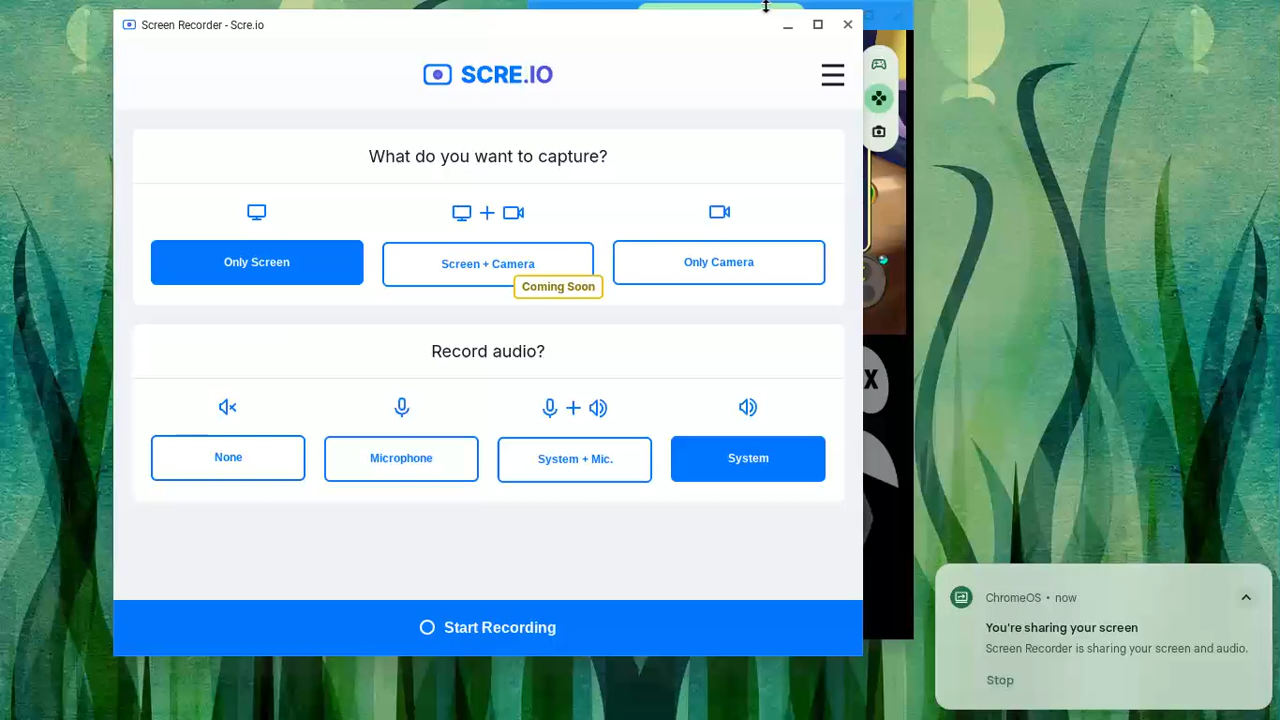 Screen Recorder - Scre.io
SCRE.IO
What do you want to capture?
Only Screen
Screen + Camera
Only Camera
Coming Soon
Record audio?
None
Microphone
System + Mic.
System
Start Recording
X
ChromeOS • now
You're sharing your screen
Screen Recorder is sharing your screen and audio.
Stop